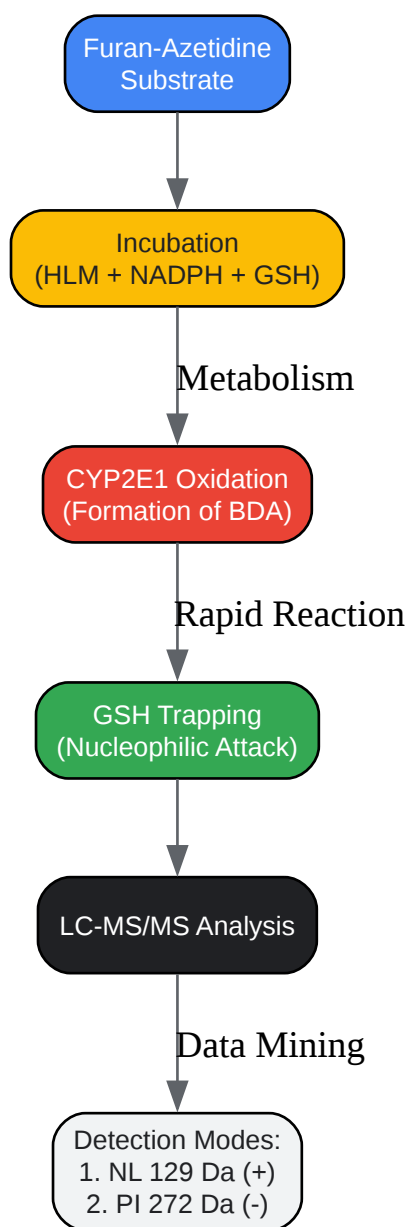 Furan-Azetidine
Substrate
Incubation
(HLM + NADPH + GSH)
Metabolism
CYP2E1 Oxidation
(Formation of BDA)
Rapid Reaction
GSH Trapping
(Nucleophilic Attack)
LC-MS/MS Analysis
Data Mining
Detection Modes:
1. NL 129 Da (+)
2. PI 272 Da (-)